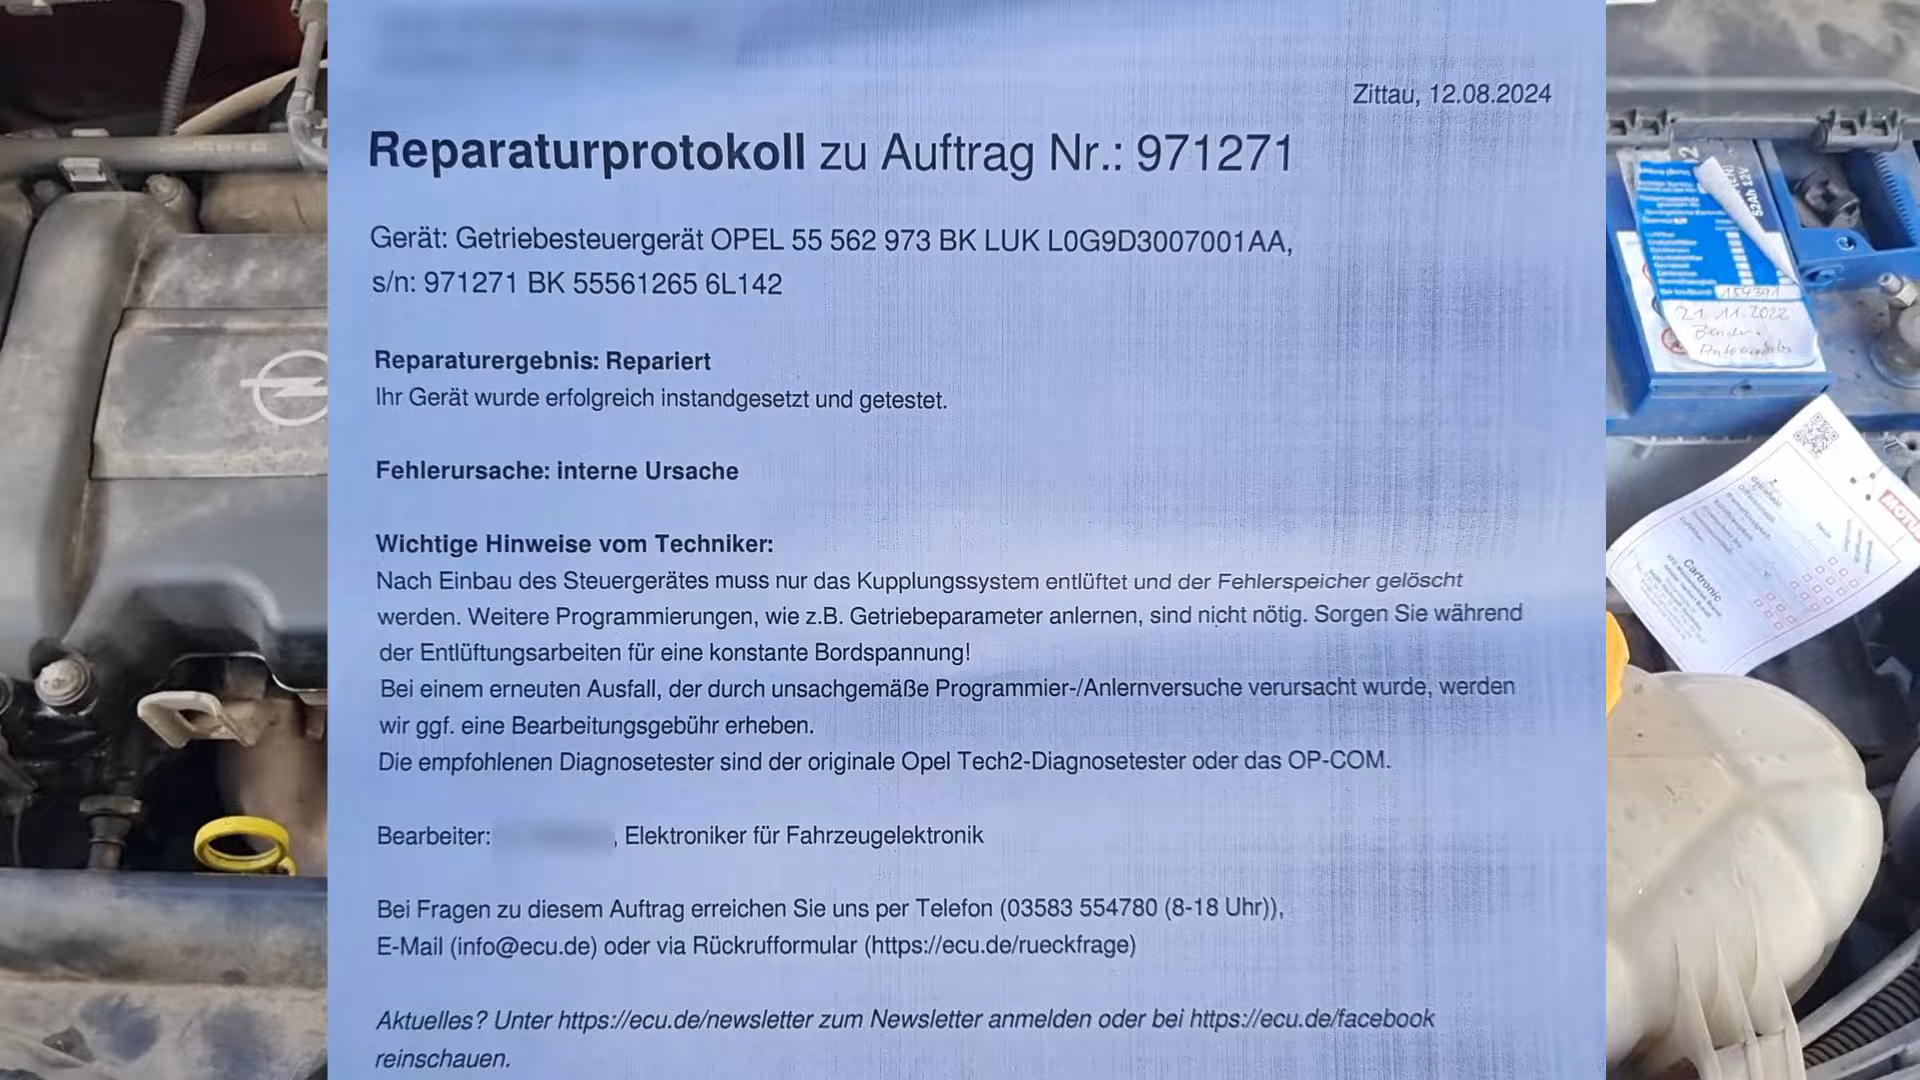 Zittau, 12.08.2024
Reparaturprotokoll zu Auftrag Nr.: 971271
Gerät: Getriebesteuergerät OPEL 55 562 973 BK LUK L0G9D3007001AA,
s/n: 971271 BK 55561265 6L142
Reparaturergebnis: Repariert
Ihr Gerät wurde erfolgreich instandgesetzt und getestet.
Fehlerursache: interne Ursache
Wichtige Hinweise vom Techniker:
Nach Einbau des Steuergerätes muss nur das Kupplungssystem entlüftet und der Fehlerspeicher gelöscht
werden. Weitere Programmierungen, wie z.B. Getriebeparameter anlernen, sind nicht nötig. Sorgen Sie während
der Entlüftungsarbeiten für eine konstante Bordspannung!
Bei einem erneuten Ausfall, der durch unsachgemäße Programmier-/Anlernversuche verursacht wurde, werden
wir ggf. eine Bearbeitungsgebühr erheben.
Die empfohlenen Diagnosetester sind der originale Opel Tech2-Diagnosetester oder das OP-COM.
Bearbeiter: , Elektroniker für Fahrzeugelektronik
Bei Fragen zu diesem Auftrag erreichen Sie uns per Telefon (03583 554780 (8-18 Uhr)),
E-Mail (info@ecu.de) oder via Rückrufformular (https://ecu.de/rueckfrage)
Aktuelles? Unter https://ecu.de/newsletter zum Newsletter anmelden oder bei https://ecu.de/facebook
reinschauen.
52Ah 12V
21.11.2022
Cartronic